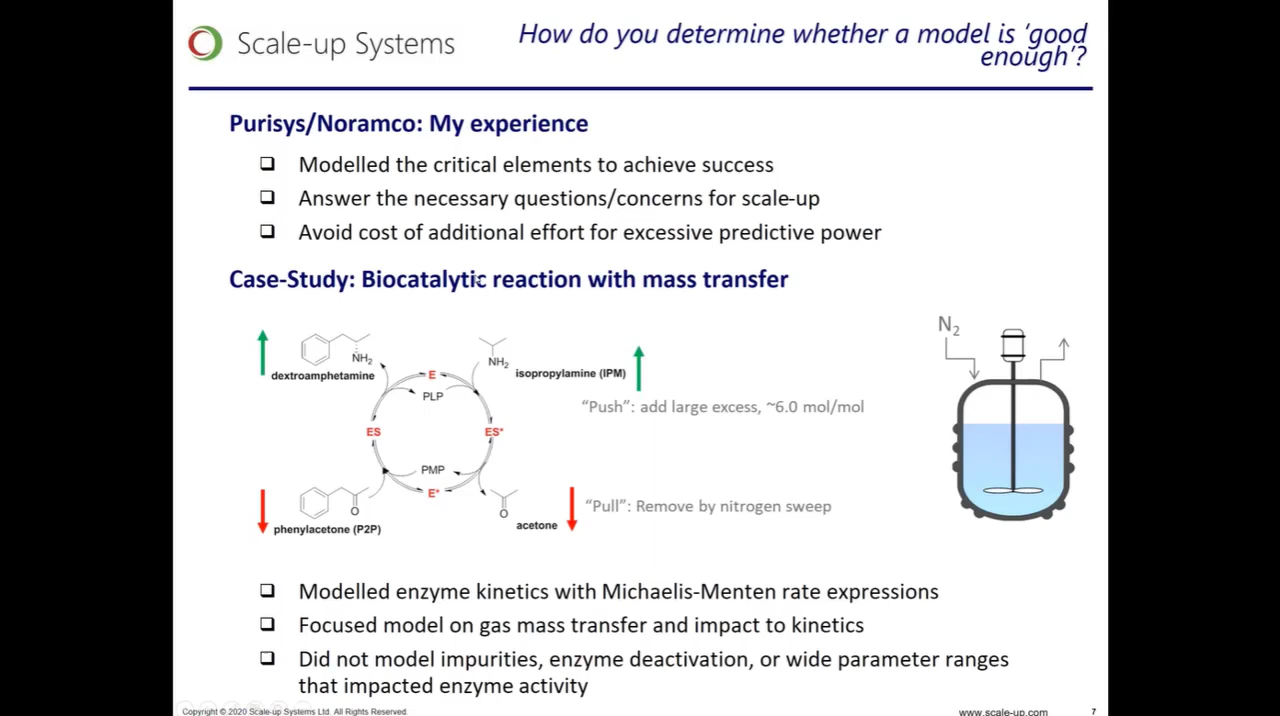 Scale-up Systems
How do you determine whether a model is ‘good
enough’?
Purisys/Noramco: My experience
Modelled the critical elements to achieve success
Answer the necessary questions/concerns for scale-up
Avoid cost of additional effort for excessive predictive power
Case-Study: Biocatalytic reaction with mass transfer
NH2
dextroamphetamine
E
PLP
NH2
isopropylamine (IPM)
“Push”: add large excess, ~6.0 mol/mol
N2
ES
ES*
PMP
E*
O
phenylacetone (P2P)
O
acetone
“Pull”: Remove by nitrogen sweep
Modelled enzyme kinetics with Michaelis-Menten rate expressions
Focused model on gas mass transfer and impact to kinetics
Did not model impurities, enzyme deactivation, or wide parameter ranges
that impacted enzyme activity
Copyright © 2020 Scale-up Systems Ltd. All Rights Reserved.
www.scale-up.com
7